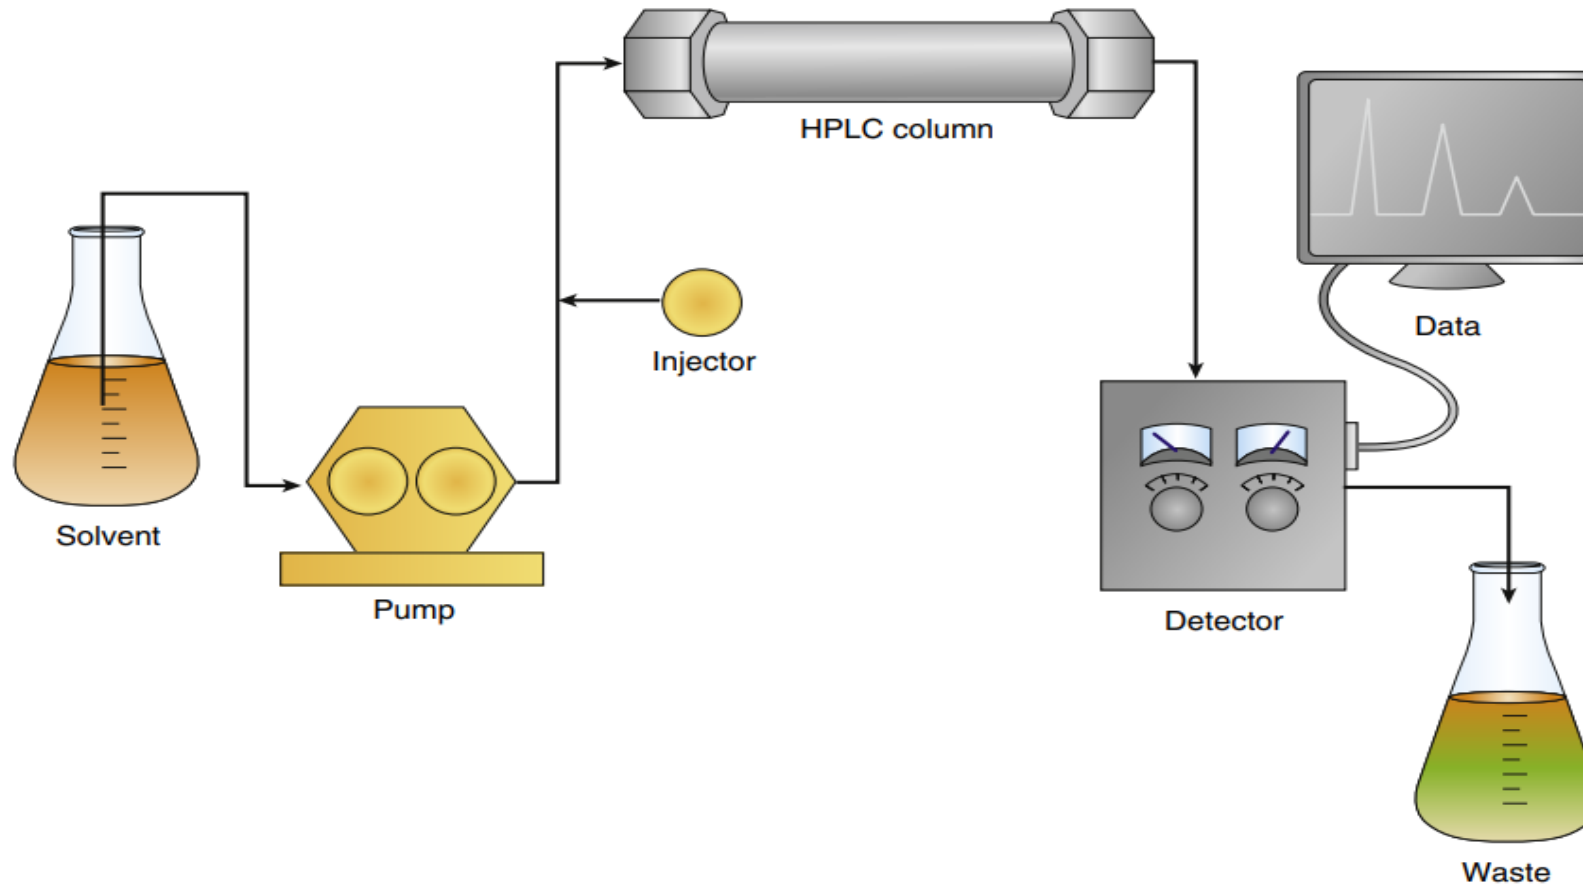 HPLC column
Data
Injector
Solvent
Pump
Detector
Waste